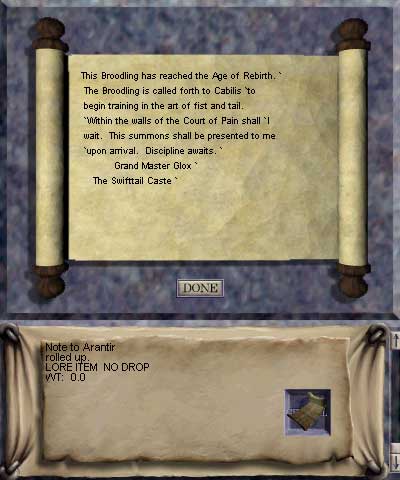 This Broodling has reached the Age of Rebirth. `
The Broodling is called forth to Cabilis `to
begin training in the art of fist and tail.
`Within the walls of the Court of Pain shall `I
wait. This summons shall be presented to me
`upon arrival. Discipline awaits. `
Grand Master Glox `
The Swifttail Caste `
DONE
Note to Arantir
rolled up.
LORE ITEM NO DROP
WT: 0.0